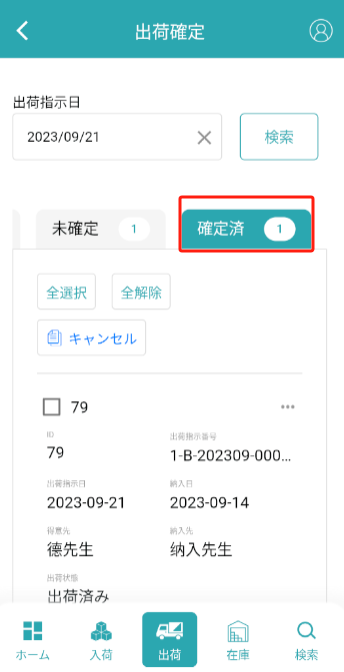 出荷確定
出荷指示日
2023/09/21
検索
未確定 1
確定済 1
全選択 全解除
キャンセル
79
ID 出荷指示番号
79 1-B-202309-000...
出荷指示日 納入日
2023-09-21 2023-09-14
得意先 納入先
德先生 纳入先生
出荷状態
出荷済み
ホーム 入荷 出荷 在庫 検索